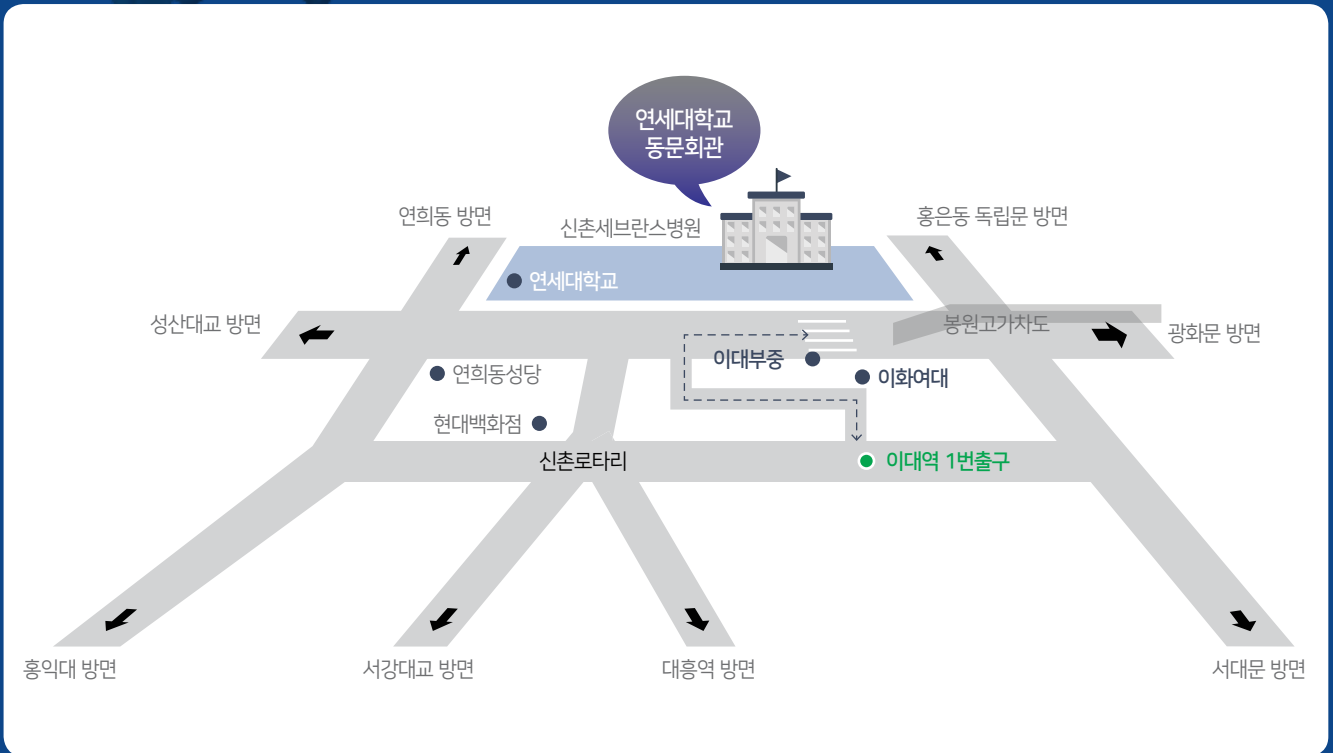 연세대학교
동문회관
연희동 방면
신촌세브란스병원
홍은동 독립문 방면
연세대학교
성산대교 방면
봉원고가차도
광화문 방면
이대부중
연희동성당
이화여대
현대백화점
신촌로타리
이대역 1번출구
홍익대 방면
서강대교 방면
대흥역 방면
서대문 방면